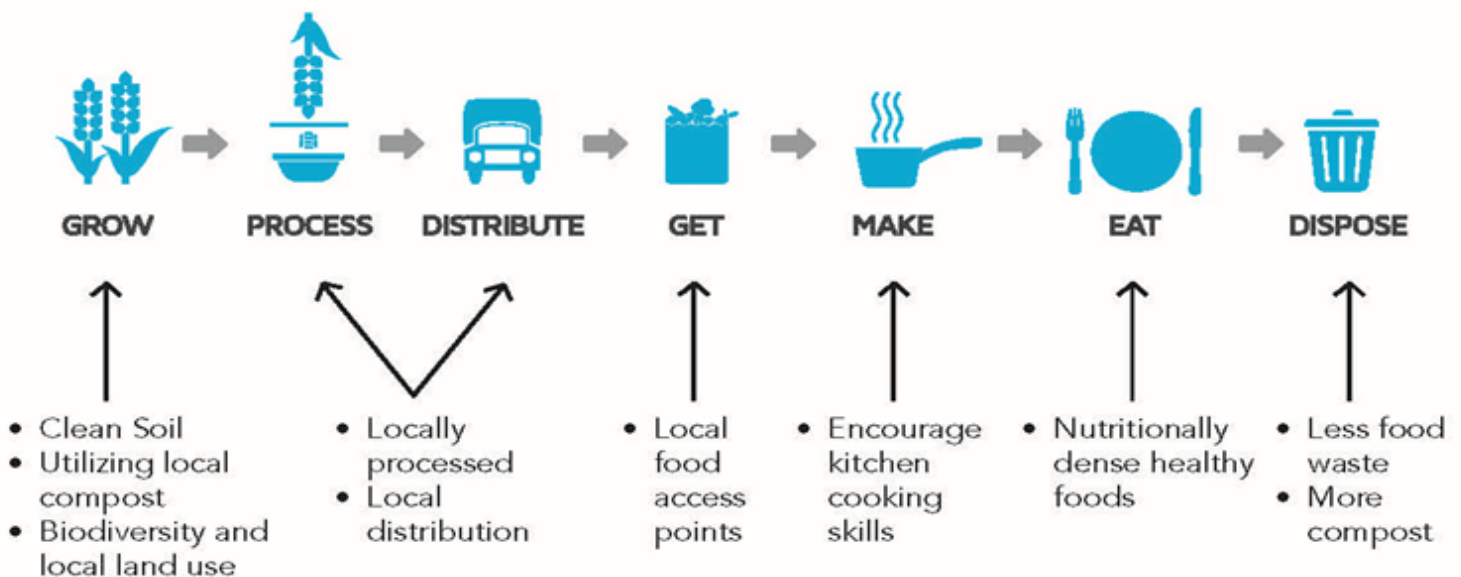 GROW
PROCESS
DISTRIBUTE
GET
MAKE
EAT
DISPOSE
• Clean Soil
• Utilizing local
compost
• Biodiversity and
local land use
• Locally
processed
• Local
distribution
• Local
food
access
points
• Encourage
kitchen
cooking
skills
• Nutritionally
dense healthy
foods
• Less food
waste
• More
compost